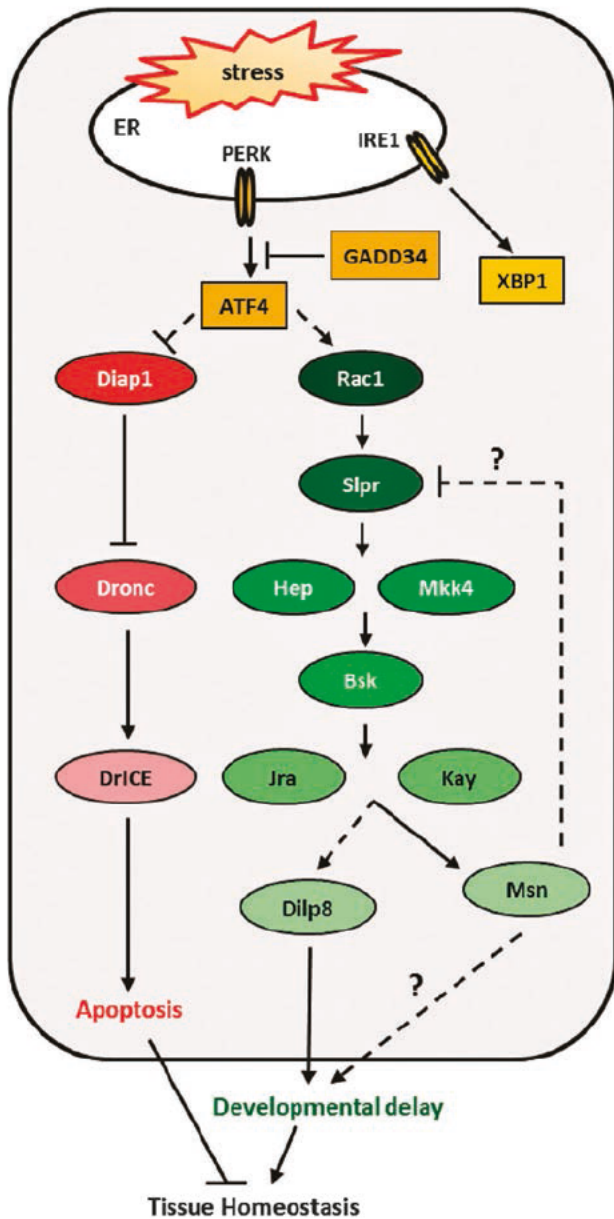 stress
ER
PERK
IRE1
GADD34
XBP1
ATF4
Diap1
Rac1
?
Slpr
Dronc
Hep
Mkk4
Bsk
DrICE
Jra
Kay
Dilp8
Msn
?
Apoptosis
Developmental delay
Tissue Homeostasis